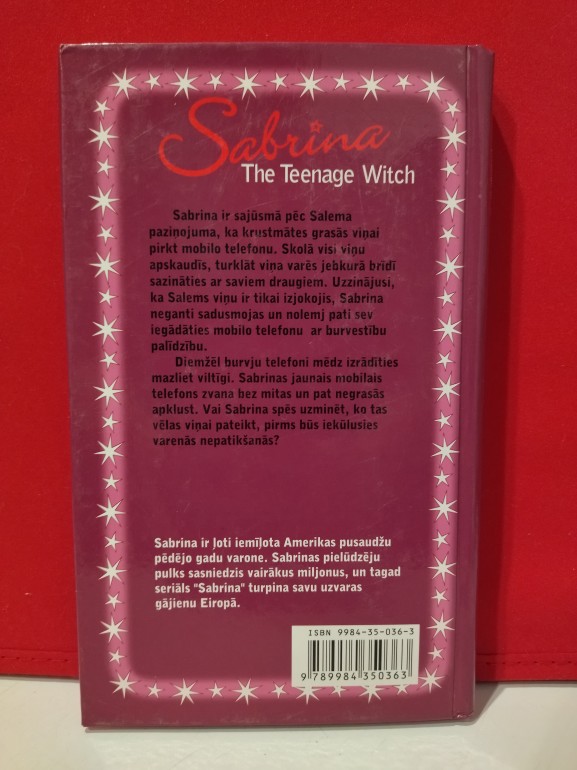 Sabrina
The Teenage Witch
Sabrina ir sajūsmā pēc Salema
paziņojuma, ka krustmātes grasās viņai
pirkt mobilo telefonu. Skolā visi viņu
apskaudīs, turklāt viņa varēs jebkurā brīdī
sazināties ar saviem draugiem. Uzzinājusi,
ka Salems viņu ir tikai izjokojis, Sabrina
neganti sadusmojas un nolemj pati sev
iegādāties mobilo telefonu ar burvestību
palīdzību.
Diemžēl burvju telefoni mēdz izrādīties
mazliet viltīgi. Sabrinas jaunais mobilais
telefons zvana bez mitas un pat negrasās
apklust. Vai Sabrina spēs uzminēt, ko tas
vēlas viņai pateikt, pirms būs iekūlusies
varenās nepatikšanās?
Sabrina ir ļoti iemīļota Amerikas pusaudžu
pēdējo gadu varone. Sabrinas pielūdzēju
pulks sasniedzis vairākus miljonus, un tagad
seriāls "Sabrina" turpina savu uzvaras
gājienu Eiropā.
ISBN 9984-35-036-3
9 789984 350363